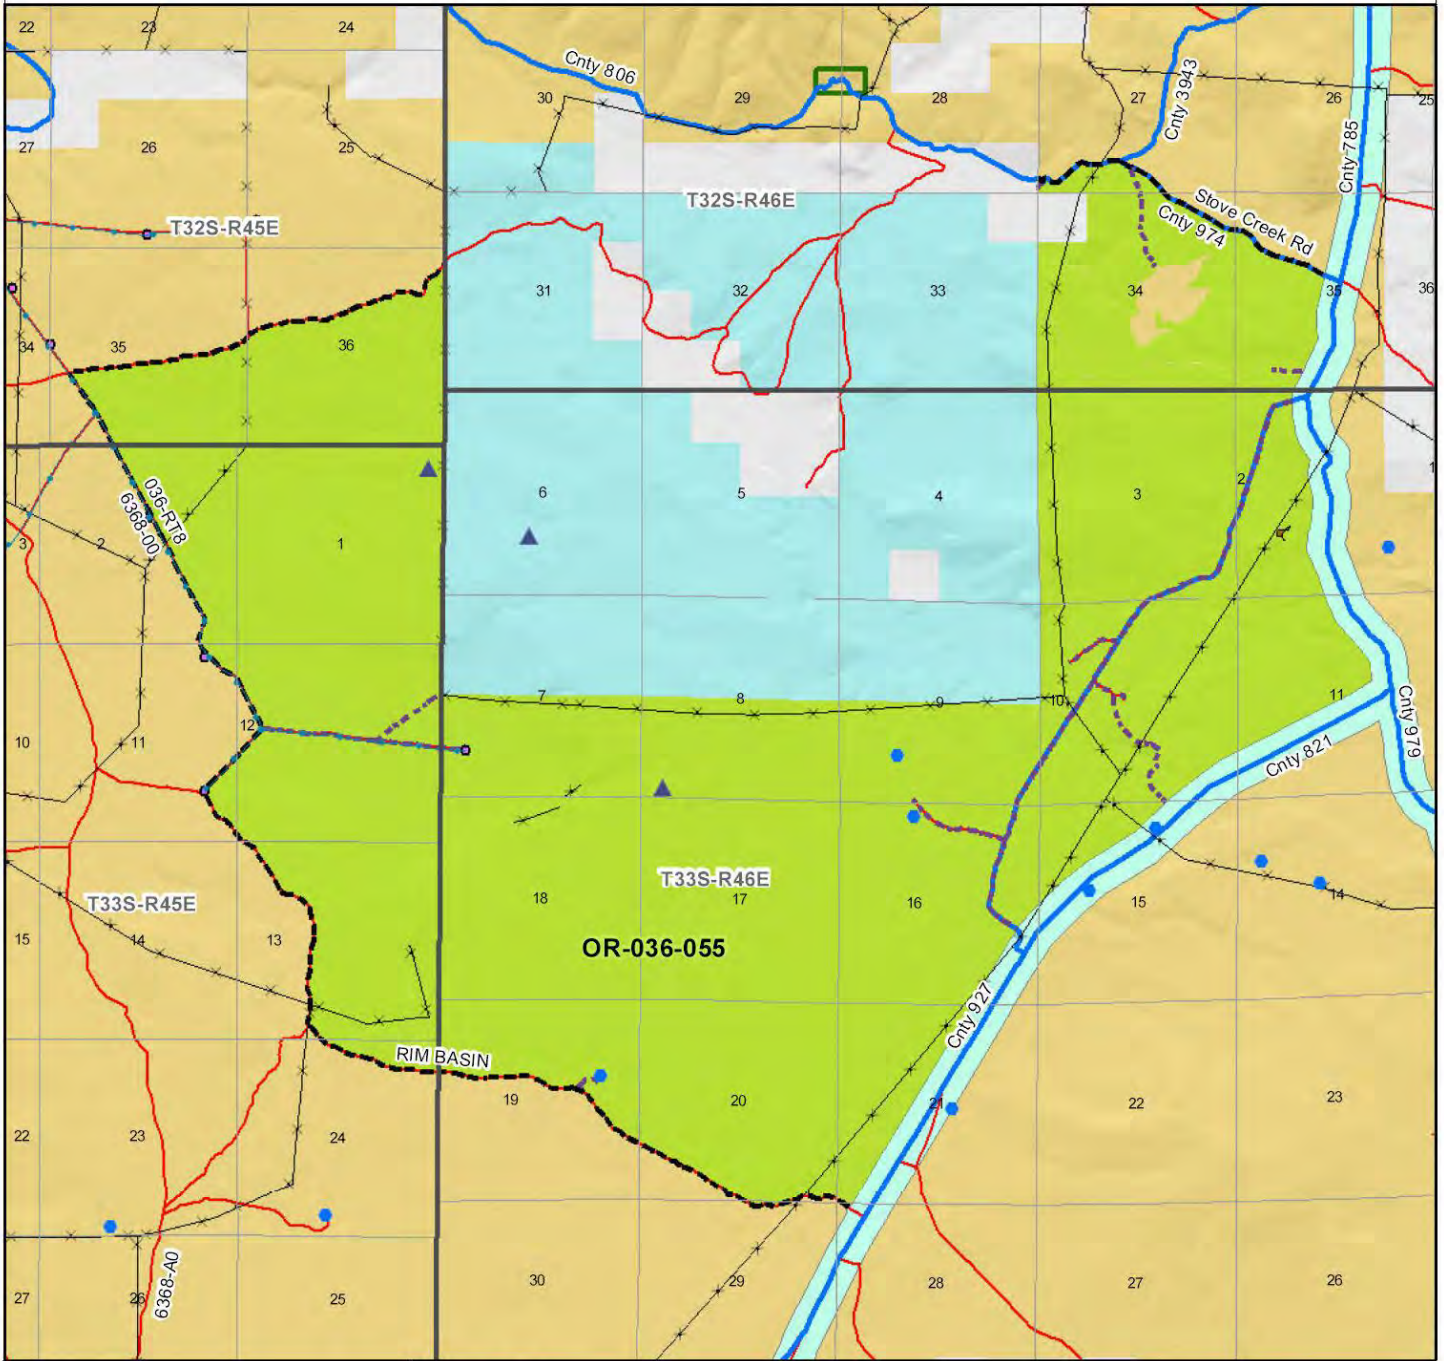 22 23 24
Cnty 806
30 29 28 27 26 25
Cnty 3943
Cnty 785
27 26 25
T32S-R46E
Stove Creek Rd
Cnty 974
T32S-R45E
31 32 33 34 35 36
34 35 36
036-RT8
6368-00
6 5 4 3 2 1
3 2 1
7 8 9 10 11
10 11 12
Cnty 979
Cnty 821
T33S-R46E
18 17 16 15 14
T33S-R45E
15 14 13
OR-036-055
Cnty 927
RIM BASIN
19 20 21 22 23
22 23 24
6368-A0
30 29 28 27 26
27 26 25